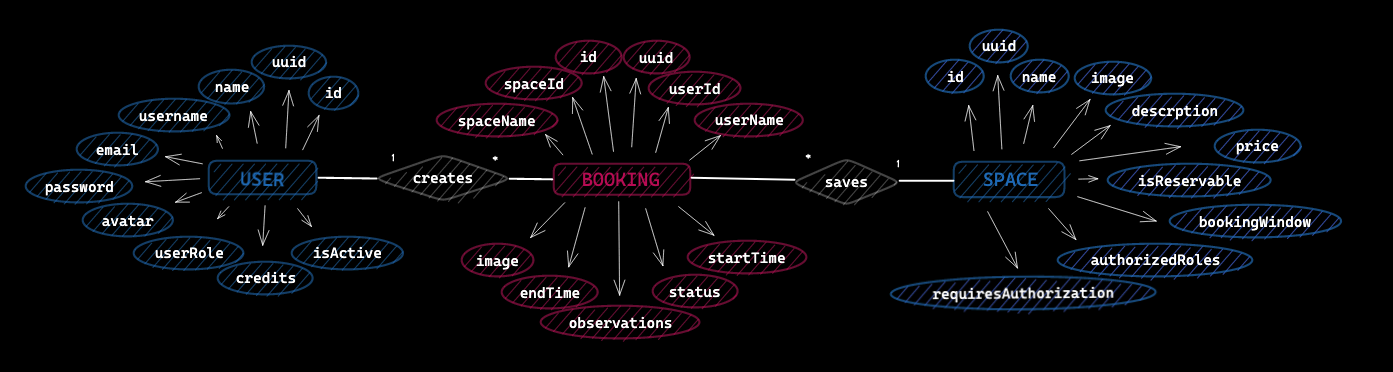 uuid
name
id
username
email
password
avatar
userRole
credits
isActive
USER
1
creates
*
id
uuid
spaceId
userId
spaceName
userName
BOOKING
image
endTime
observations
status
startTime
*
saves
1
uuid
id
name
image
descrption
price
isReservable
bookingWindow
authorizedRoles
requiresAuthorization
SPACE